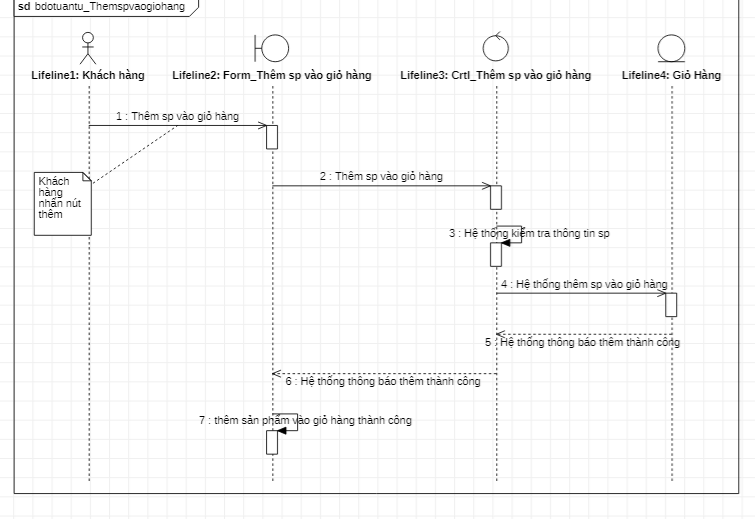 sd bdotuantu_Themspvaogiohang
Lifeline1: Khách hàng
Lifeline2: Form_Thêm sp vào giỏ hàng
Lifeline3: Crtl_Thêm sp vào giỏ hàng
Lifeline4: Giỏ Hàng
1 : Thêm sp vào giỏ hàng
Khách
hàng
nhấn nút
thêm
2 : Thêm sp vào giỏ hàng
3 : Hệ thống kiểm tra thông tin sp
4 : Hệ thống thêm sp vào giỏ hàng
5 : Hệ thống thông báo thêm thành công
6 : Hệ thống thông báo thêm thành công
7 : thêm sản phẩm vào giỏ hàng thành công